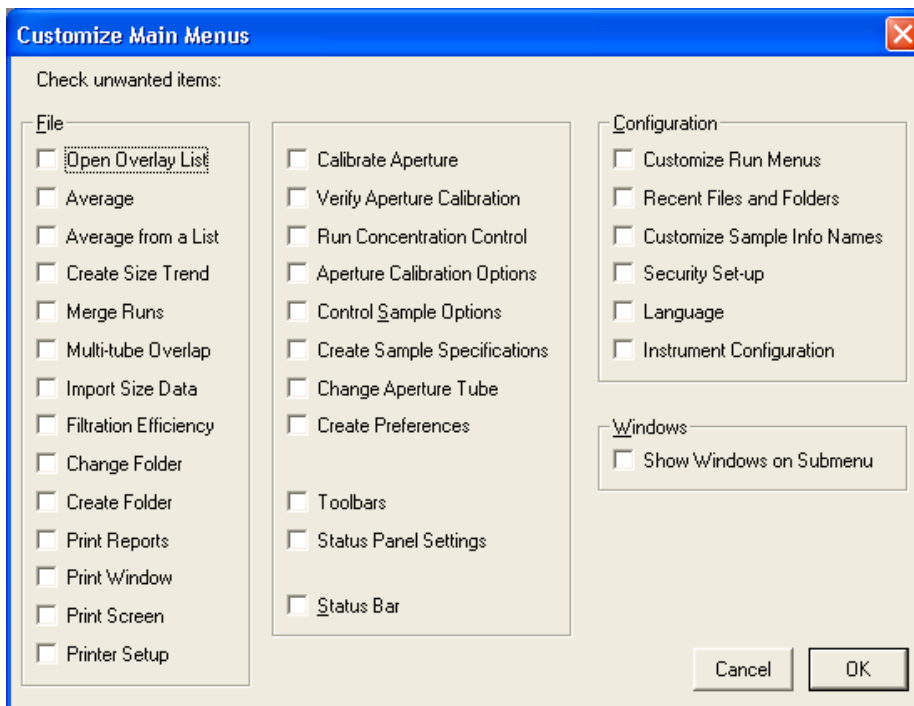 Customize Main Menus
Check unwanted items:
File
Open Overlay List
Average
Average from a List
Create Size Trend
Merge Runs
Multi-tube Overlap
Import Size Data
Filtration Efficiency
Change Folder
Create Folder
Print Reports
Print Window
Print Screen
Printer Setup
Calibrate Aperture
Verify Aperture Calibration
Run Concentration Control
Aperture Calibration Options
Control Sample Options
Create Sample Specifications
Change Aperture Tube
Create Preferences
Toolbars
Status Panel Settings
Status Bar
Configuration
Customize Run Menus
Recent Files and Folders
Customize Sample Info Names
Security Set-up
Language
Instrument Configuration
Windows
Show Windows on Submenu
Cancel
OK